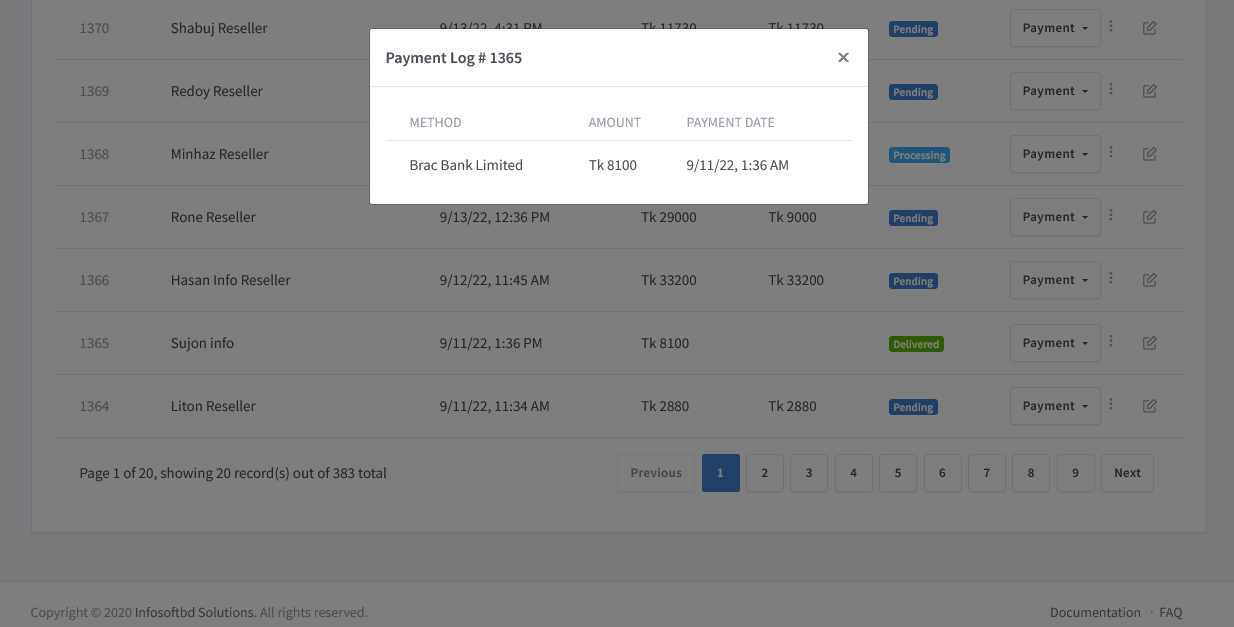 1370 Shabuj Reseller 9/13/22, 4:31 PM Tk 11730 Tk 11730 Pending Payment
Payment Log # 1365 ×
1369 Redoy Reseller Pending Payment
METHOD AMOUNT PAYMENT DATE
1368 Minhaz Reseller Processing Payment
Brac Bank Limited Tk 8100 9/11/22, 1:36 AM
1367 Rone Reseller 9/13/22, 12:36 PM Tk 29000 Tk 9000 Pending Payment
1366 Hasan Info Reseller 9/12/22, 11:45 AM Tk 33200 Tk 33200 Pending Payment
1365 Sujon info 9/11/22, 1:36 PM Tk 8100 Delivered Payment
1364 Liton Reseller 9/11/22, 11:34 AM Tk 2880 Tk 2880 Pending Payment
Page 1 of 20, showing 20 record(s) out of 383 total Previous 1 2 3 4 5 6 7 8 9 Next
Copyright © 2020 Infosoftbd Solutions. All rights reserved. Documentation · FAQ